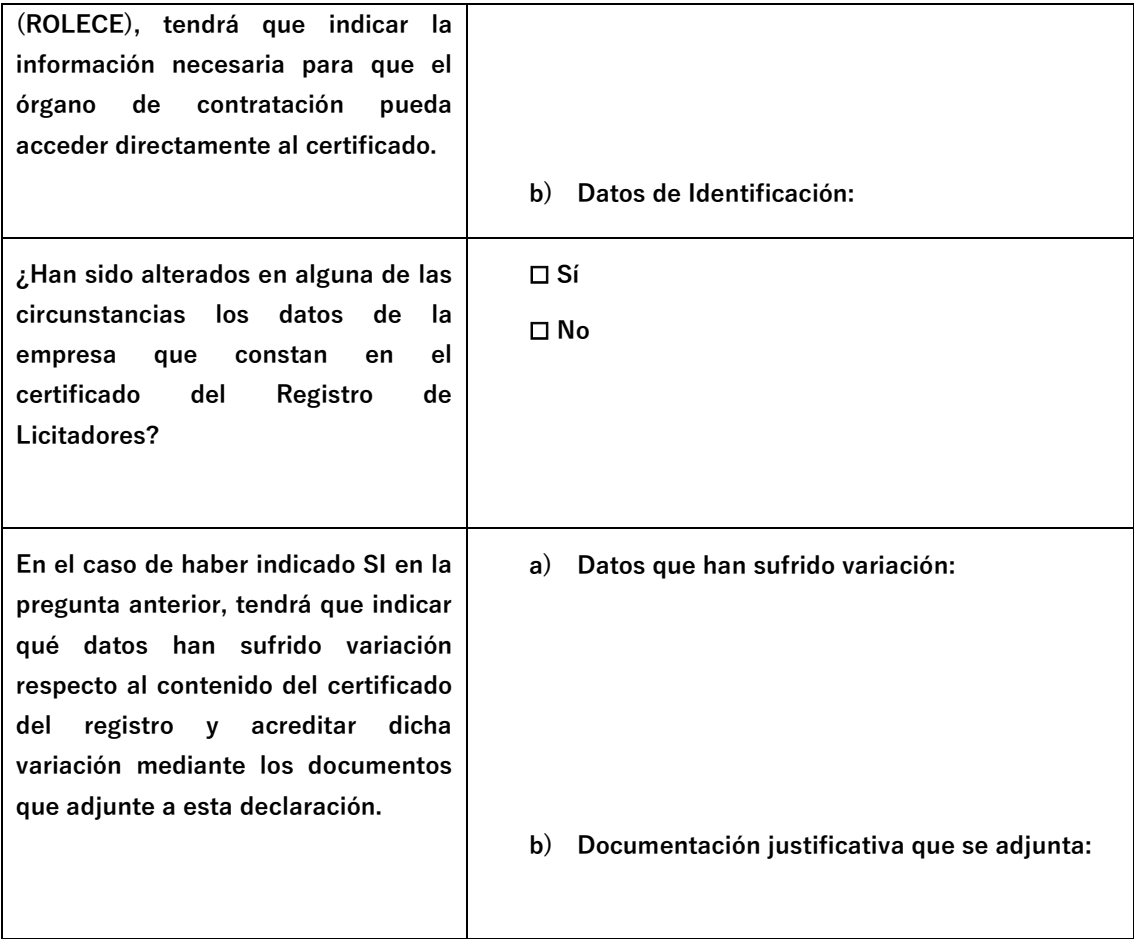 (ROLECE), tendrá que indicar la
información necesaria para que el
órgano de contratación pueda
acceder directamente al certificado.
b) Datos de Identificación:
¿Han sido alterados en alguna de las
circunstancias los datos de la
empresa que constan en el
certificado del Registro de
Licitadores?
☐ Sí
☐ No
En el caso de haber indicado SI en la
pregunta anterior, tendrá que indicar
qué datos han sufrido variación
respecto al contenido del certificado
del registro y acreditar dicha
variación mediante los documentos
que adjunte a esta declaración.
a) Datos que han sufrido variación:
b) Documentación justificativa que se adjunta: